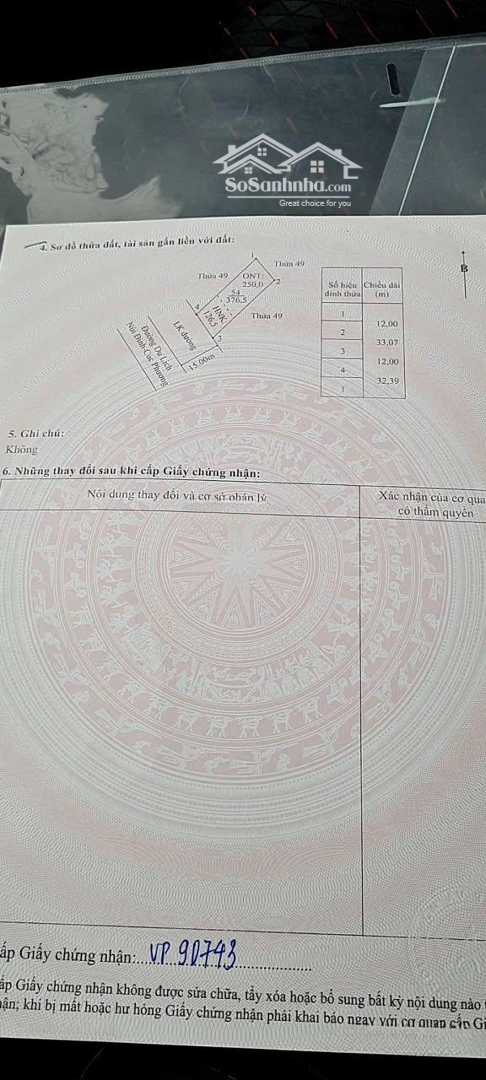 SoSanhnha.com
Great choice for you
4. Sơ đồ thửa đất, tài sản gắn liền với đất:
B
1
Thửa 49
Thửa 49
ONT:
250,0
2
54
376,5
HNK:
126,5
4
Thửa 49
3
LK đường
15.00m
Đường Du Lịch
Núi Đính-Cúc Phương
Số hiệu đỉnh thửa
Chiều dài (m)
1
12,00
2
33,07
3
12,00
4
32,39
1
5. Ghi chú:
Không
6. Những thay đổi sau khi cấp Giấy chứng nhận:
Nội dung thay đổi và cơ sở pháp lý
Xác nhận của cơ qua
có thẩm quyền
ấp Giấy chứng nhận:...VP 90743
ấp Giấy chứng nhận không được sửa chữa, tẩy xóa hoặc bổ sung bất kỳ nội dung nào
ận; khi bị mất hoặc hư hỏng Giấy chứng nhận phải khai báo ngay với cơ quan cấp Gi